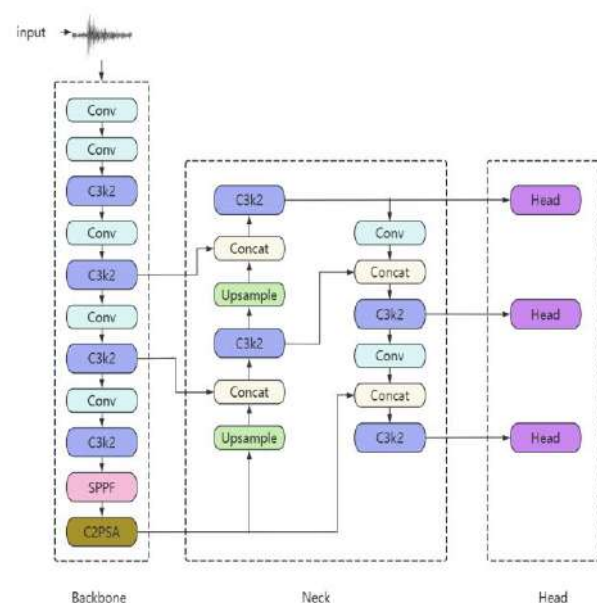 input
Conv
Conv
C3k2
Conv
C3k2
Conv
C3k2
Conv
C3k2
SPPF
C2PSA
Backbone
C3k2
Concat
Upsample
C3k2
Concat
Upsample
Conv
Concat
C3k2
Conv
Concat
C3k2
Neck
Head
Head
Head
Head